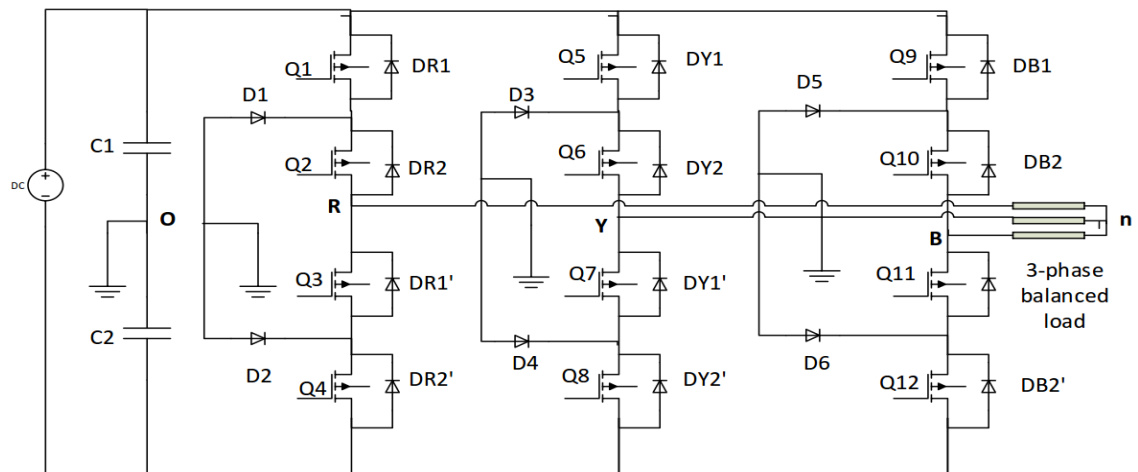 Q1
DR1
Q5
DY1
Q9
DB1
D1
D3
D5
C1
Q2
DR2
Q6
DY2
Q10
DB2
DC
O
R
Y
B
n
Q3
DR1'
Q7
DY1'
Q11
3-phase
balanced
load
C2
D2
D4
D6
Q4
DR2'
Q8
DY2'
Q12
DB2'